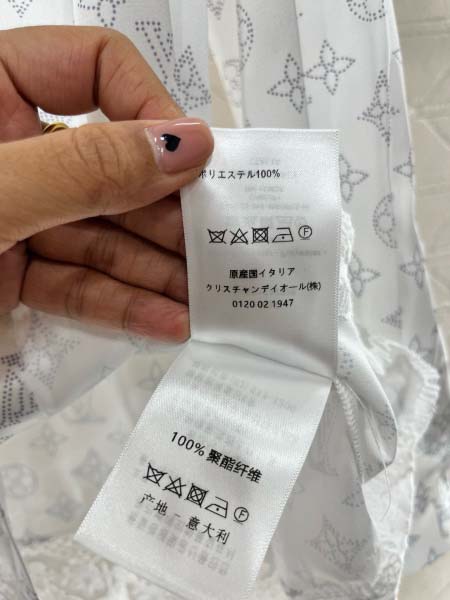 ポリエステル100%
F
原産国イタリア
クリスチャンディオール(株)
0120 02 1947
100% 聚酯纤维
F
产地 - 意大利